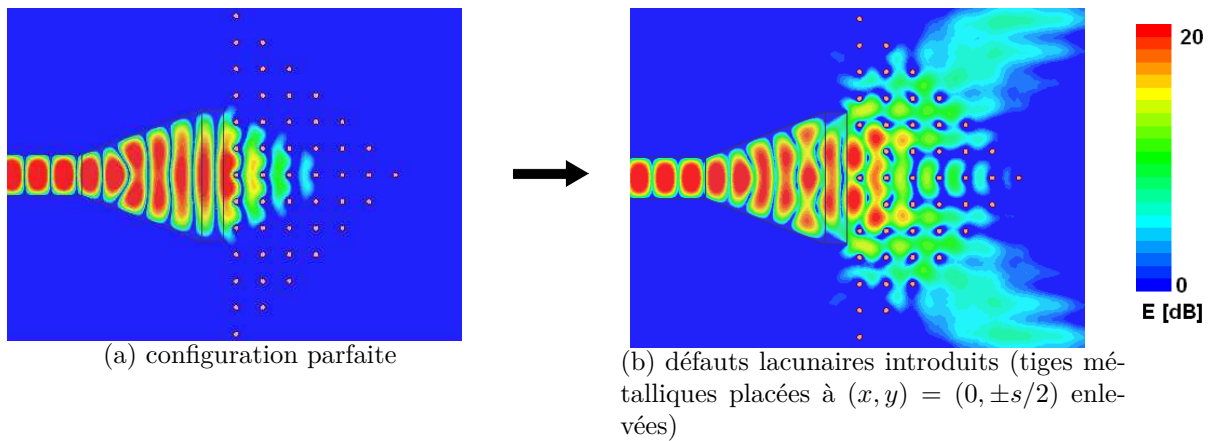 20
0
E [dB]
(a) configuration parfaite
(b) défauts lacunaires introduits (tiges mé-
talliques placées à (x, y) = (0, ±s/2) enle-
vées)